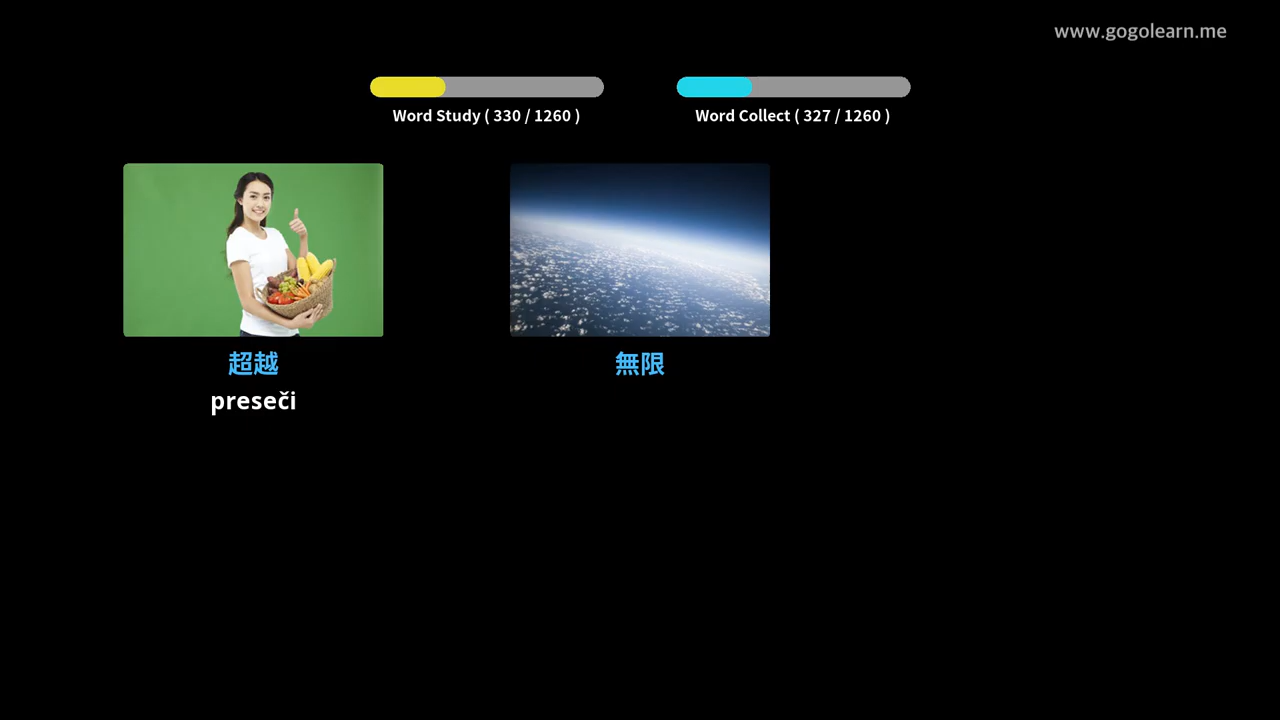 www.gogolearn.me
Word Study ( 330 / 1260 )
Word Collect ( 327 / 1260 )
超越
無限
preseči